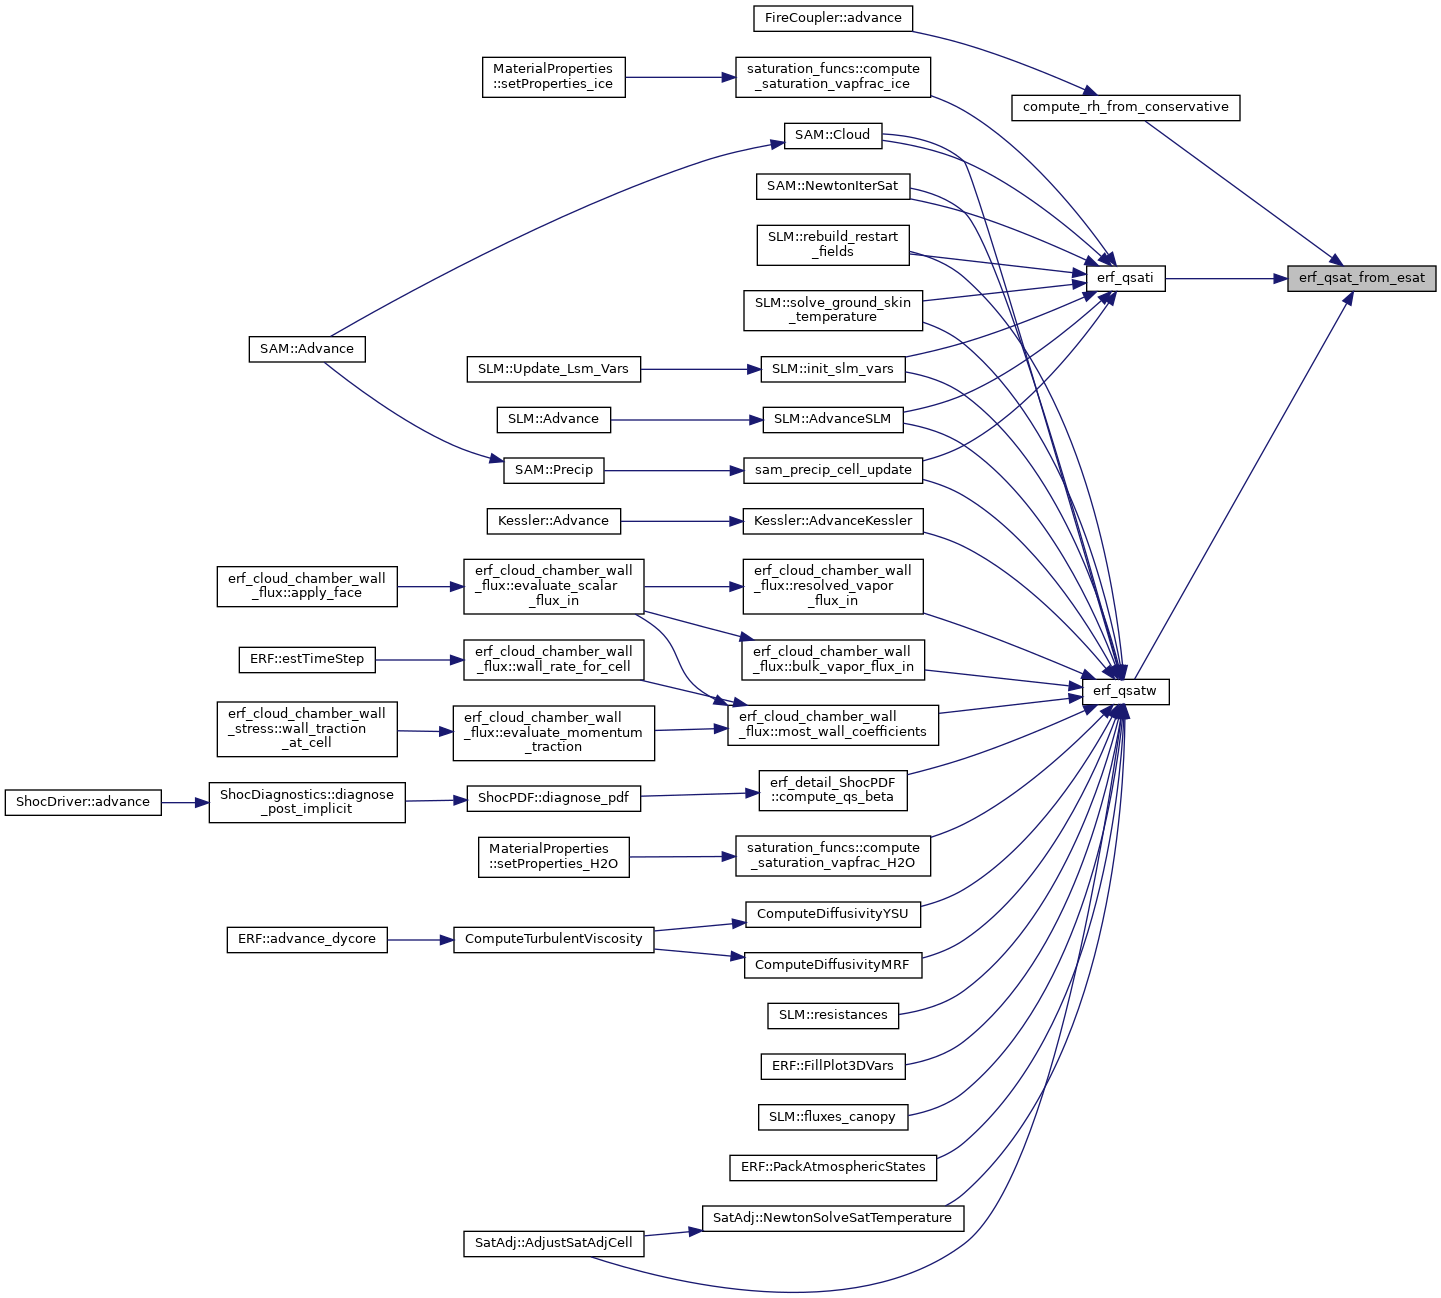 FireCoupler::advance
MaterialProperties
::setProperties_ice
saturation_funcs::compute
_saturation_vapfrac_ice
compute_rh_from_conservative
SAM::Cloud
SAM::NewtonIterSat
SLM::rebuild_restart
_fields
erf_qsati
erf_qsat_from_esat
SLM::solve_ground_skin
_temperature
SAM::Advance
SLM::Update_Lsm_Vars
SLM::init_slm_vars
SLM::Advance
SLM::AdvanceSLM
SAM::Precip
sam_precip_cell_update
Kessler::Advance
Kessler::AdvanceKessler
erf_cloud_chamber_wall
_flux::apply_face
erf_cloud_chamber_wall
_flux::evaluate_scalar
_flux_in
erf_cloud_chamber_wall
_flux::resolved_vapor
_flux_in
ERF::estTimeStep
erf_cloud_chamber_wall
_flux::wall_rate_for_cell
erf_cloud_chamber_wall
_flux::bulk_vapor_flux_in
erf_qsatw
erf_cloud_chamber_wall
_stress::wall_traction
_at_cell
erf_cloud_chamber_wall
_flux::evaluate_momentum
_traction
erf_cloud_chamber_wall
_flux::most_wall_coefficients
ShocDriver::advance
ShocDiagnostics::diagnose
_post_implicit
ShocPDF::diagnose_pdf
erf_detail_ShocPDF
::compute_qs_beta
MaterialProperties
::setProperties_H2O
saturation_funcs::compute
_saturation_vapfrac_H2O
ComputeDiffusivityYSU
ERF::advance_dycore
ComputeTurbulentViscosity
ComputeDiffusivityMRF
SLM::resistances
ERF::FillPlot3DVars
SLM::fluxes_canopy
ERF::PackAtmosphericStates
SatAdj::NewtonSolveSatTemperature
SatAdj::AdjustSatAdjCell